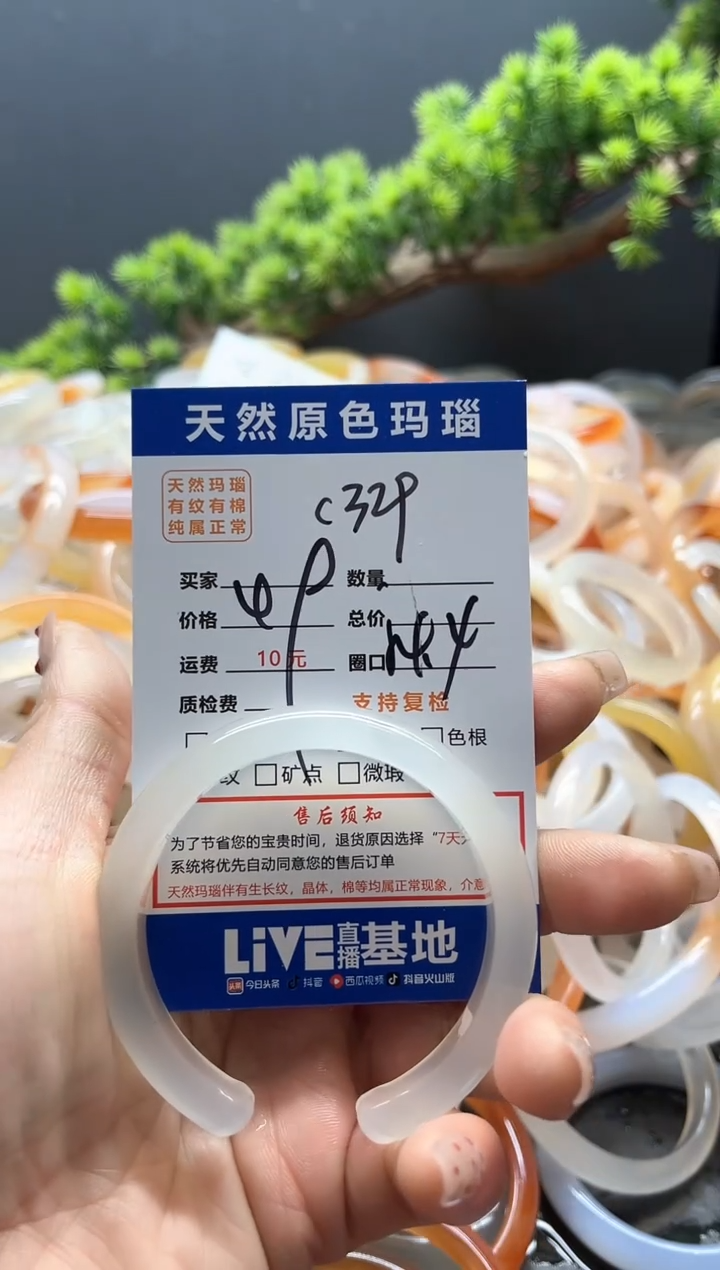 天然原色玛瑙
天然玛瑙
有纹有棉
纯属正常
c329
买家 数量
价格 总价
运费 10元 圈口
质检费 支持复检
色根
纹 矿点 微瑕
售后须知
为了节省您的宝贵时间，退货原因选择 "7天
系统将优先自动同意您的售后订单
天然玛瑙伴有生长纹，晶体，棉等均属正常现象，介意
LiVE直播基地
头条 今日头条 抖音 西瓜视频 抖音火山版